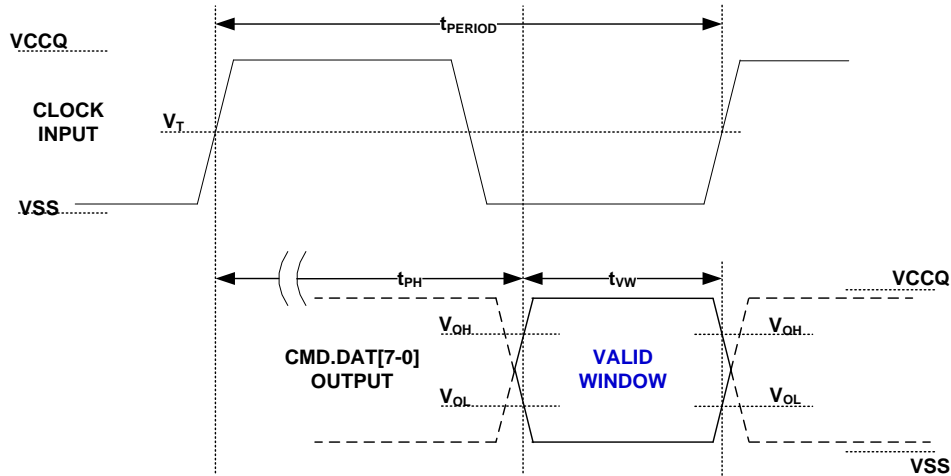 tPERIOD
VCCQ
CLOCK
INPUT
VT
VSS
tPH
tVW
VCCQ
VOH
VOH
CMD.DAT[7-0]
OUTPUT
VALID
WINDOW
VOL
VOL
VSS